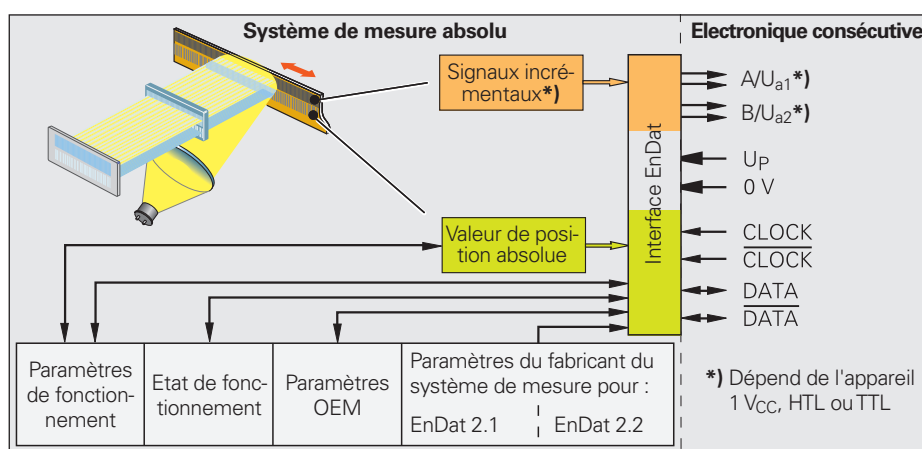 Système de mesure absolu
Electronique consécutive
Signaux incré-
mentaux*)
A/Ua1*)
B/Ua2*)
UP
0 V
Interface EnDat
Valeur de posi-
tion absolue
CLOCK
CLOCK
DATA
DATA
Paramètres
de fonction-
nement
Etat de fonc-
tionnement
Paramètres
OEM
Paramètres du fabricant du
système de mesure pour :
EnDat 2.1
EnDat 2.2
*) Dépend de l'appareil
1 VCC, HTL ou TTL